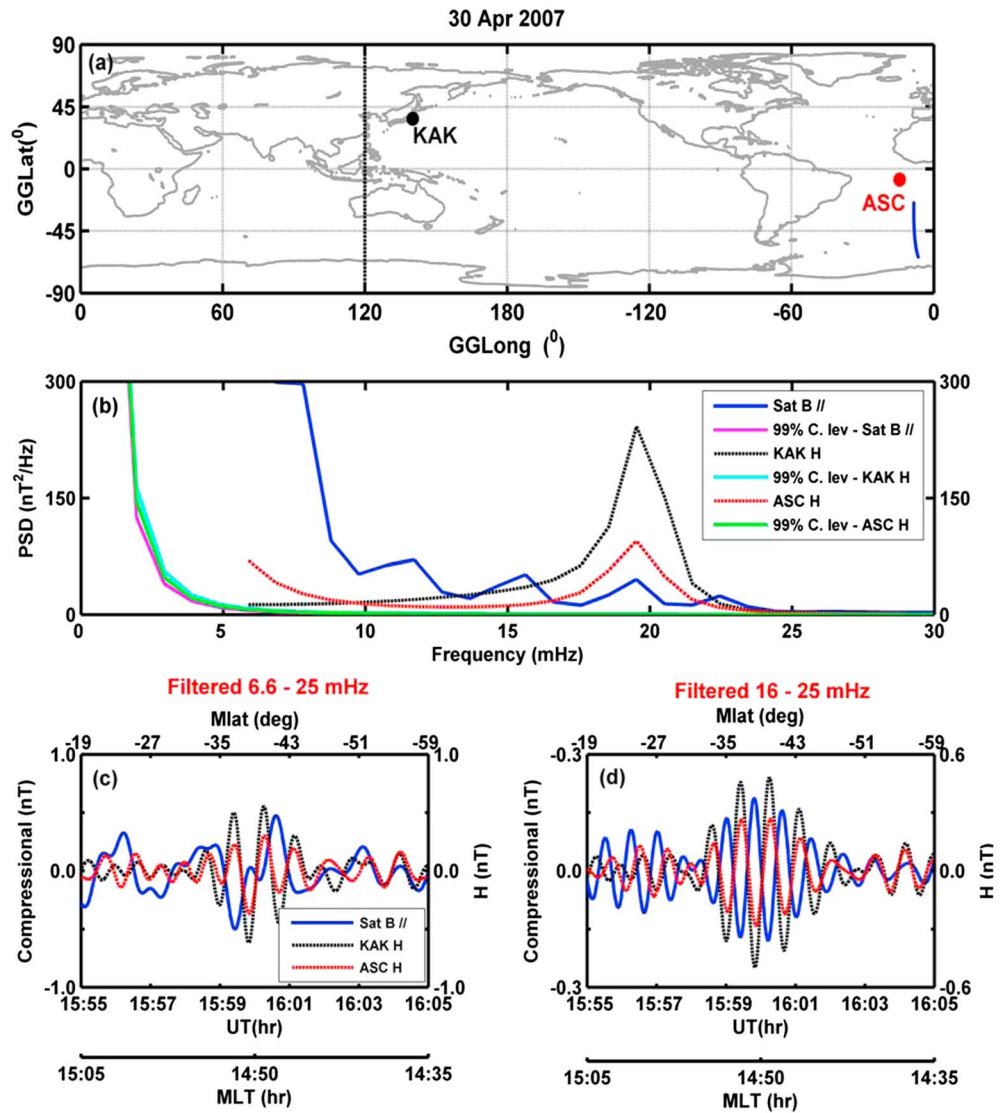 30 Apr 2007
90
45
0
-45
-90
GGLat(⁰)
(a)
KAK
ASC
0 60 120 180 -120 -60 0
GGLong (⁰)
300
150
0
PSD (nT²/Hz)
(b)
Sat B //
99% C. lev - Sat B //
KAK H
99% C. lev - KAK H
ASC H
99% C. lev - ASC H
300
150
0
0 5 10 15 20 25 30
Frequency (mHz)
Filtered 6.6 - 25 mHz
Mlat (deg)
-19 -27 -35 -43 -51 -59
1.0
0.0
-1.0
Compressional (nT)
(c)
Sat B //
KAK H
ASC H
1.0
0.0
-1.0
H (nT)
15:55 15:57 15:59 16:01 16:03 16:05
UT(hr)
15:05 14:50 14:35
MLT (hr)
Filtered 16 - 25 mHz
Mlat (deg)
-19 -27 -35 -43 -51 -59
-0.3
0.0
-0.3
Compressional (nT)
(d)
0.6
0.0
-0.6
H (nT)
15:55 15:57 15:59 16:01 16:03 16:05
UT(hr)
15:05 14:50 14:35
MLT (hr)